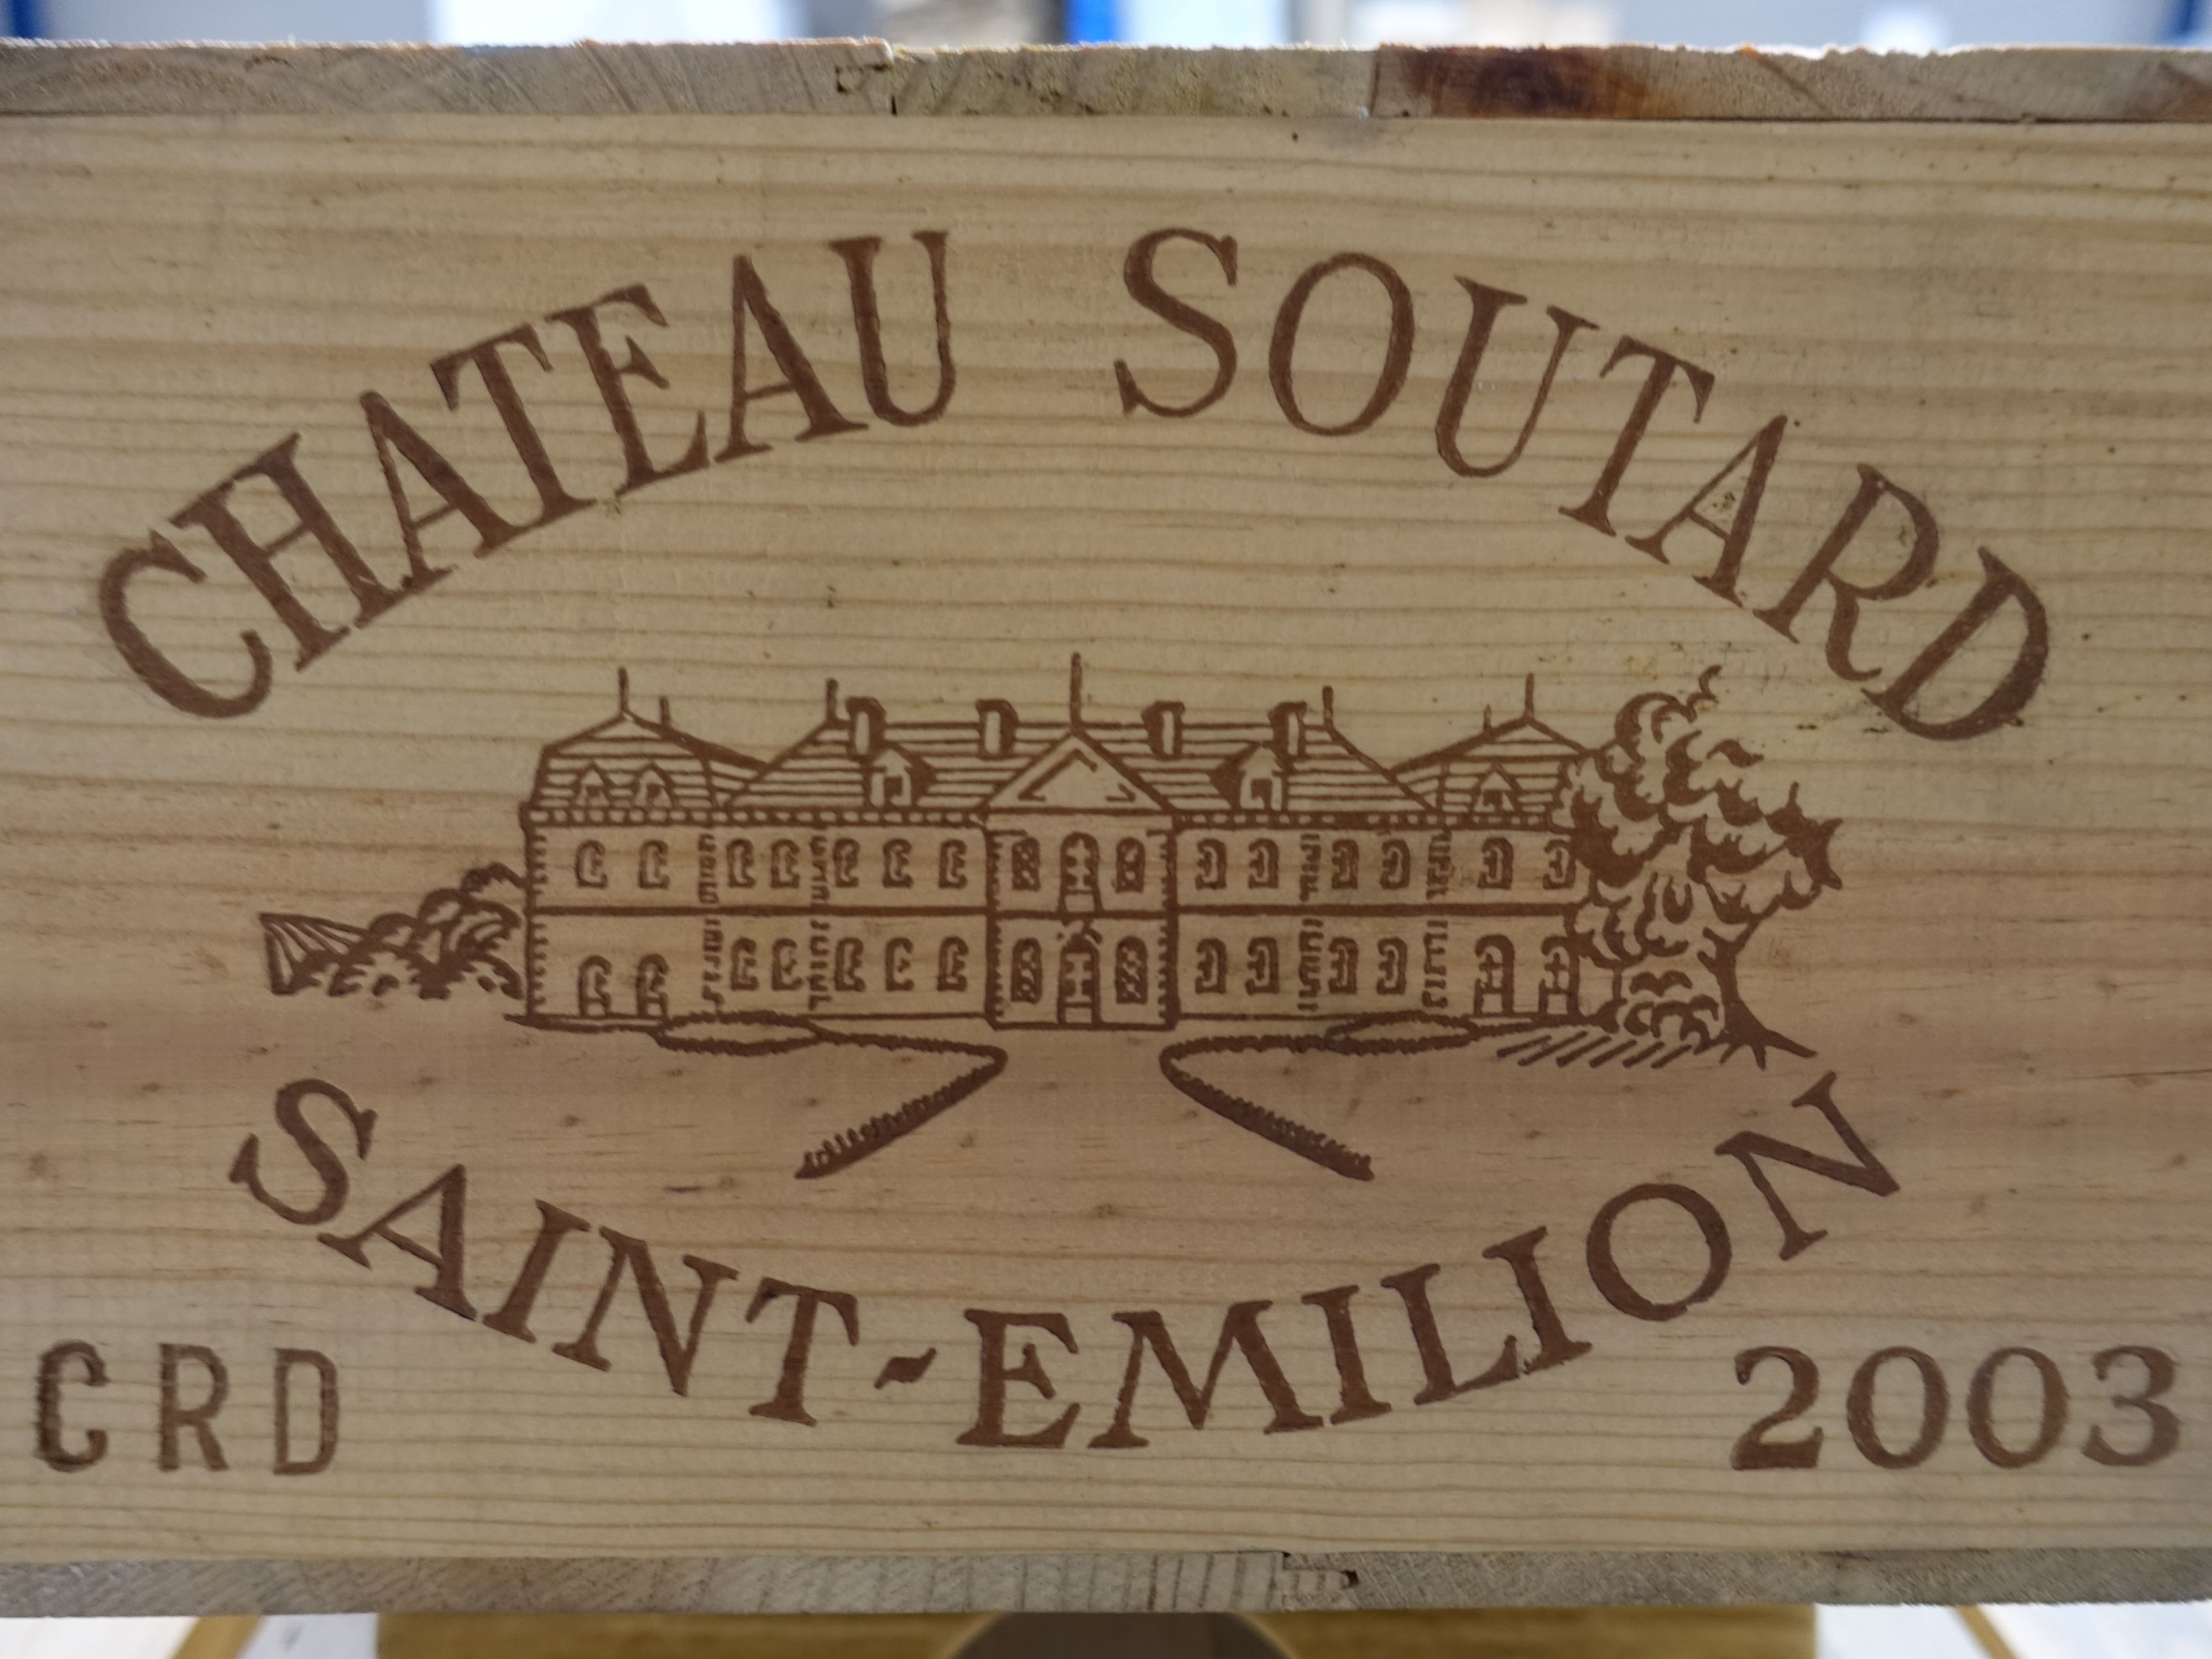 CHATEAU SOUTARD
SAINT-EMILION
CRD
2003